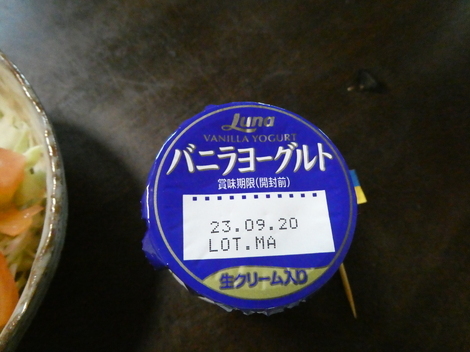 Luna
VANILLA YOGURT
バニラヨーグルト
賞味期限(開封前)
23.09.20
LOT.MA
生クリーム入り